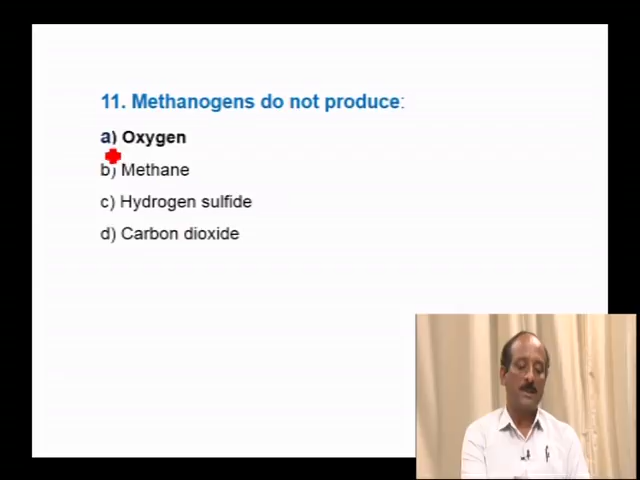 11. Methanogens do not produce:
a) Oxygen
b) Methane
c) Hydrogen sulfide
d) Carbon dioxide